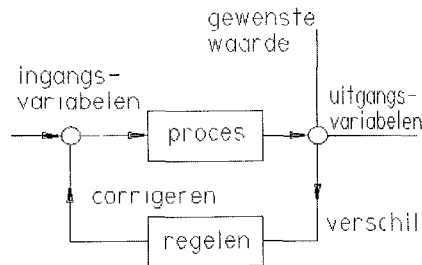 gewenste
waarde
ingangs-
variabelen
uitgangs-
variabelen
proces
corrigeren
verschil
regelen